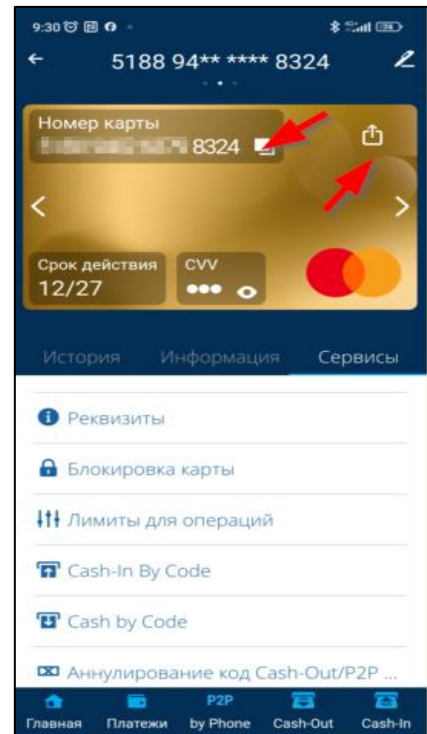 9:30
5188 94** **** 8324
Номер карты
8324
Срок действия
12/27
CVV
•••
История Информация Сервисы
Реквизиты
Блокировка карты
Лимиты для операций
Cash-In By Code
Cash by Code
Аннулирование код Cash-Out/P2P ...
P2P
Главная Платежи by Phone Cash-Out Cash-In